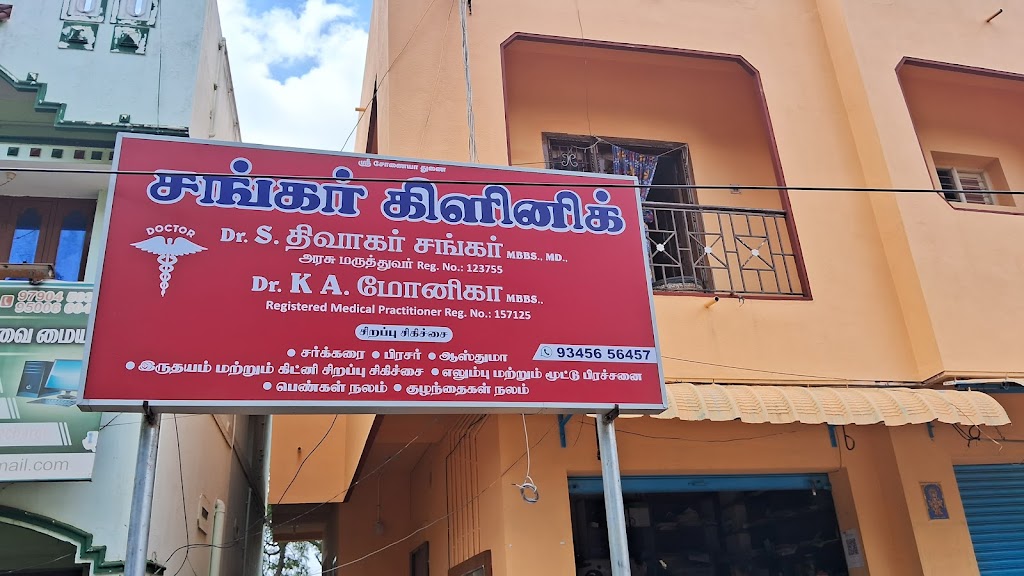 ஸ்ரீ சோணையா துணை
சங்கர் கிளினிக்
DOCTOR
Dr. S. திவாகர் சங்கர் MBBS., MD.,
அரசு மருத்துவர் Reg. No.: 123755
Dr. K A. மோனிகா MBBS.,
Registered Medical Practitioner Reg. No.: 157125
சிறப்பு சிகிச்சை
• சர்க்கரை • பிரசர் • ஆஸ்துமா
93456 56457
• இருதயம் மற்றும் கிட்னி சிறப்பு சிகிச்சை • எலும்பு மற்றும் மூட்டு பிரச்சனை
• பெண்கள் நலம் • குழந்தைகள் நலம்
97904
95006
வை மைய
mail.com